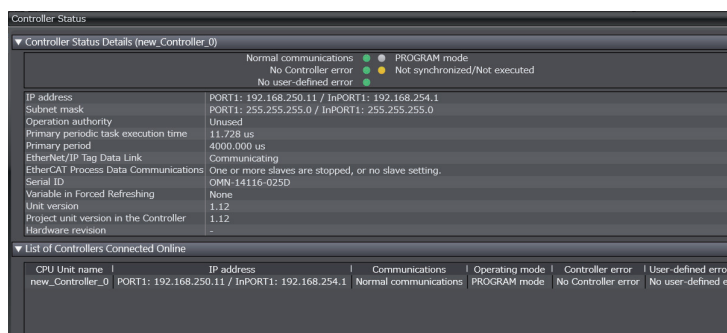 Controller Status
▼ Controller Status Details (new_Controller_0)
Normal communications PROGRAM mode
No Controller error Not synchronized/Not executed
No user-defined error
IP address PORT1: 192.168.250.11 / InPORT1: 192.168.254.1
Subnet mask PORT1: 255.255.255.0 / InPORT1: 255.255.255.0
Operation authority Unused
Primary periodic task execution time 11.728 us
Primary period 4000.000 us
EtherNet/IP Tag Data Link Communicating
EtherCAT Process Data Communications One or more slaves are stopped, or no slave setting.
Serial ID OMN-14116-025D
Variable in Forced Refreshing None
Unit version 1.12
Project unit version in the Controller 1.12
Hardware revision -
▼ List of Controllers Connected Online
CPU Unit name | IP address | Communications | Operating mode | Controller error | User-defined erro
new_Controller_0 PORT1: 192.168.250.11 / InPORT1: 192.168.254.1 Normal communications PROGRAM mode No Controller error No user-defined e